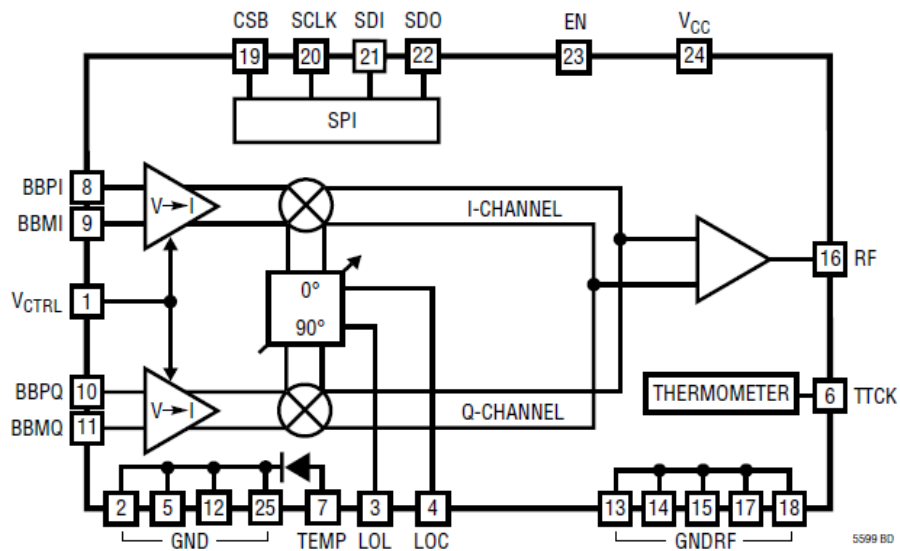 CSB SCLK SDI SDO EN VCC
19 20 21 22 23 24
SPI
BBPI 8
V→I
BBMI 9
I-CHANNEL
16 RF
VCTRL 1
0°
90°
BBPQ 10
V→I
BBMQ 11
Q-CHANNEL
THERMOMETER 6 TTCK
2 5 12 25 7 3 4 13 14 15 17 18
GND TEMP LOL LOC GNDRF
5599 BD